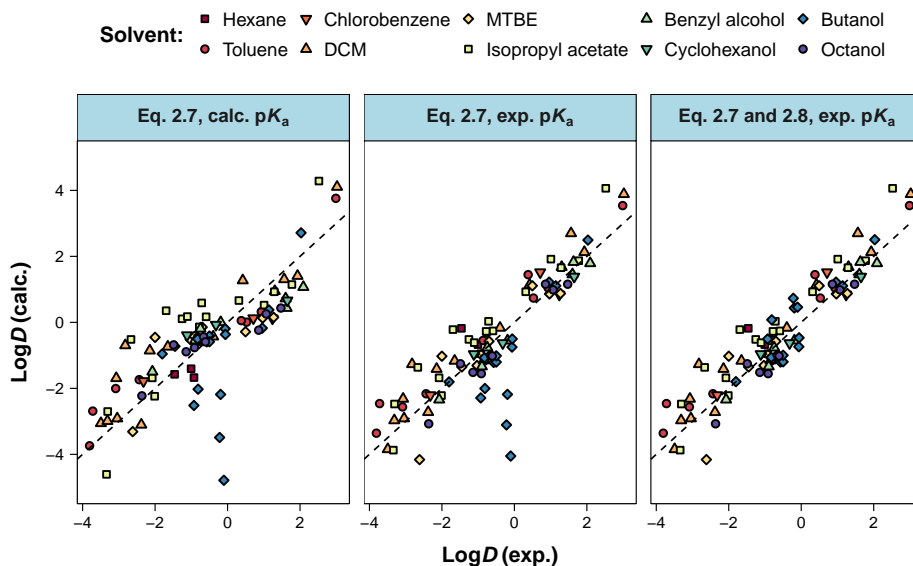 Solvent:
Hexane Chlorobenzene MTBE Benzyl alcohol Butanol
Toluene DCM Isopropyl acetate Cyclohexanol Octanol
Eq. 2.7, calc. pKa Eq. 2.7, exp. pKa Eq. 2.7 and 2.8, exp. pKa
LogD (calc.)
4
2
0
−2
−4
−4 −2 0 2 −4 −2 0 2 −4 −2 0 2
LogD (exp.)